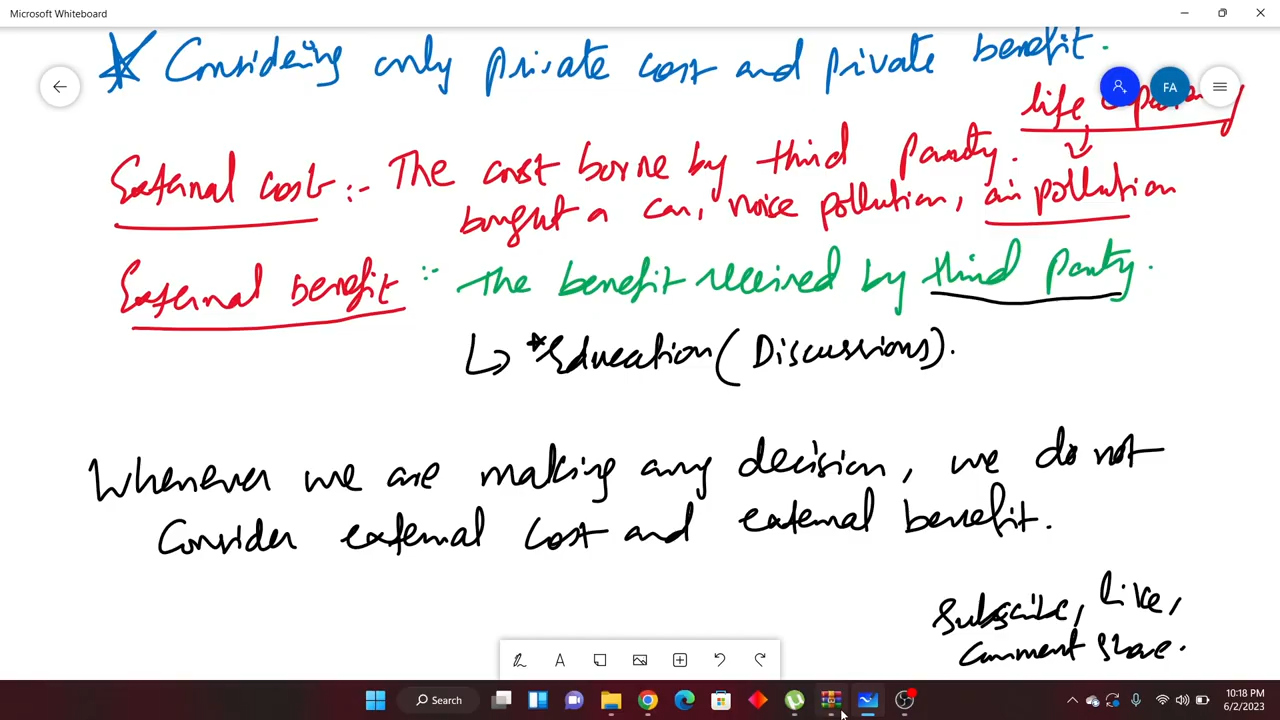 Microsoft Whiteboard
Considering only private cost and private benefit.
FA
life
External cost :- The cost borne by third party.
bought a car, noice pollution, air pollution
External benefit :- The benefit received by third party.
*Education (Discussions).
Whenever we are making any decision, we do not
Consider external cost and external benefit.
Subscribe, like,
Comment share.
Search
10:18 PM
6/2/2023